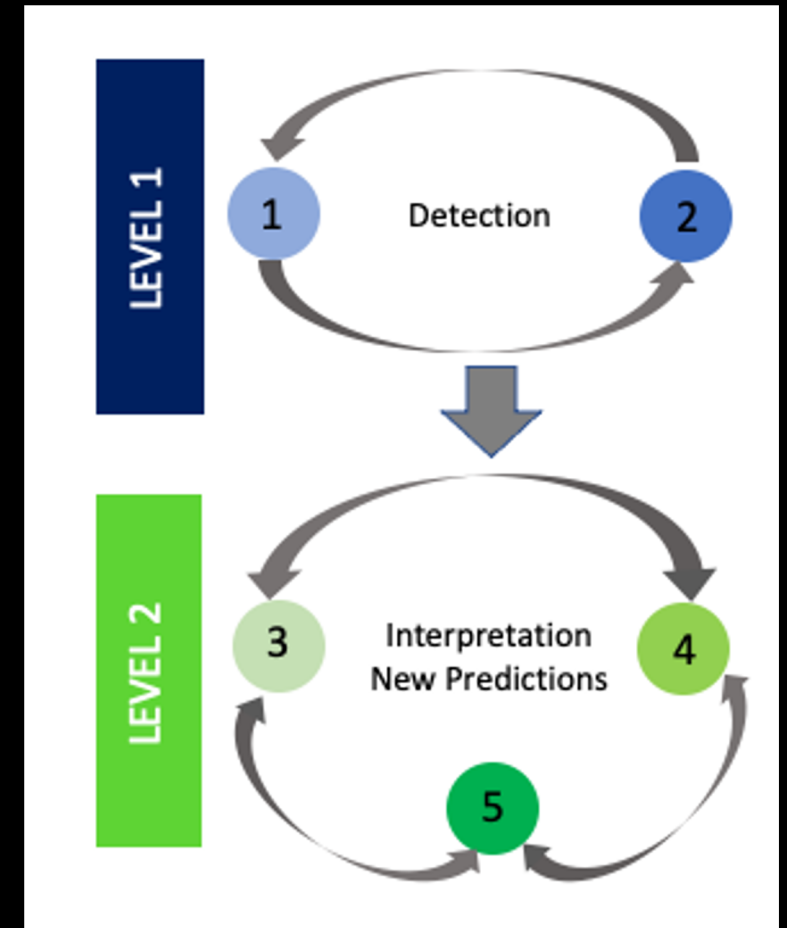 LEVEL 1
1
Detection
2
LEVEL 2
3
Interpretation
New Predictions
4
5